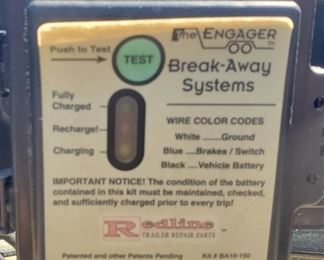 The ENGAGER TM
Push to Test
TEST
Break-Away
Systems
Fully
Charged
Recharge!
Charging
WIRE COLOR CODES
White ........Ground
Blue ....Brakes / Switch
Black ....Vehicle Battery
IMPORTANT NOTICE! The condition of the battery
contained in this kit must be maintained, checked,
and sufficiently charged prior to every trip!
Redline
TRAILER REPAIR PARTS
Patented and other Patents Pending
Kit # BA10-150